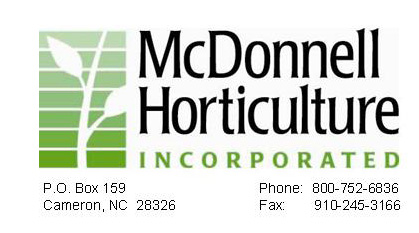 McDonnell
Horticulture
INCORPORATED
P.O. Box 159
Cameron, NC 28326
Phone: 800-752-6836
Fax: 910-245-3166